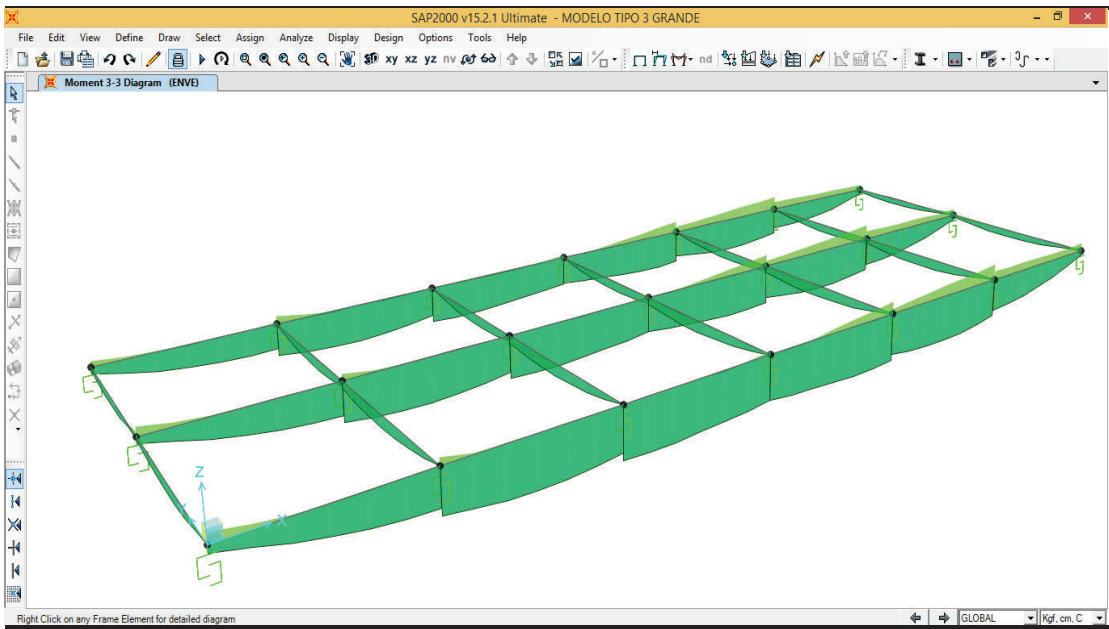 SAP2000 v15.2.1 Ultimate - MODELO TIPO 3 GRANDE
File Edit View Define Draw Select Assign Analyze Display Design Options Tools Help
3D xy xz yz nv nd
Moment 3-3 Diagram (ENVE)
Z
X
Right Click on any Frame Element for detailed diagram
GLOBAL
Kgf, cm, C